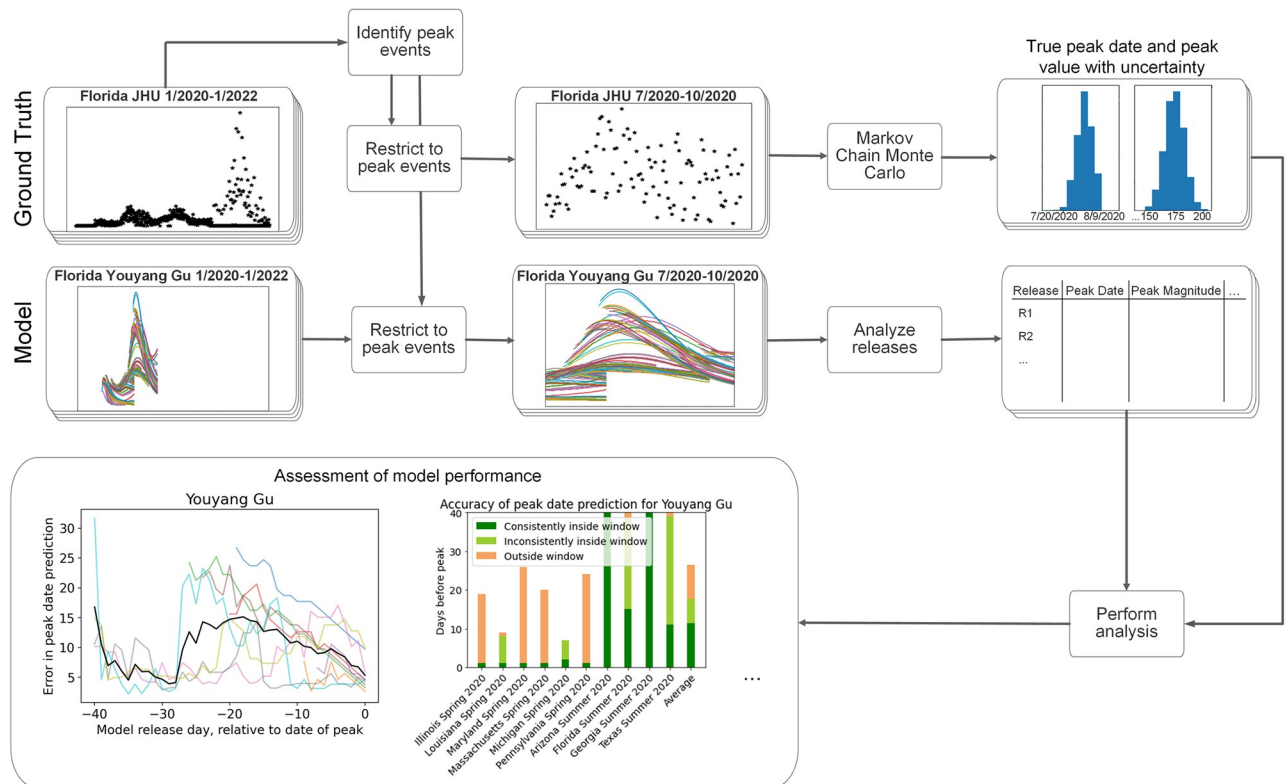 Identify peak
events
Ground Truth
Florida JHU 1/2020-1/2022
Restrict to
peak events
Florida JHU 7/2020-10/2020
Markov
Chain Monte
Carlo
True peak date and peak
value with uncertainty
7/20/2020
8/9/2020
...
150
175
200
Model
Florida Youyang Gu 1/2020-1/2022
Restrict to
peak events
Florida Youyang Gu 7/2020-10/2020
Analyze
releases
Release Peak Date Peak Magnitude ...
R1
R2
...
Assessment of model performance
Youyang Gu
Error in peak date prediction
30
25
20
15
10
5
−40 −30 −20 −10 0
Model release day, relative to date of peak
Accuracy of peak date prediction for Youyang Gu
Consistently inside window
Inconsistently inside window
Outside window
Days before peak
40
30
20
10
0
Illinois Spring 2020
Louisiana Spring 2020
Maryland Spring 2020
Massachusets Spring 2020
Michigan Spring 2020
Pennsylvania Spring 2020
Arizona Summer 2020
Florida Summer 2020
Georgia Summer 2020
Texas Summer 2020
Average
...
Perform
analysis